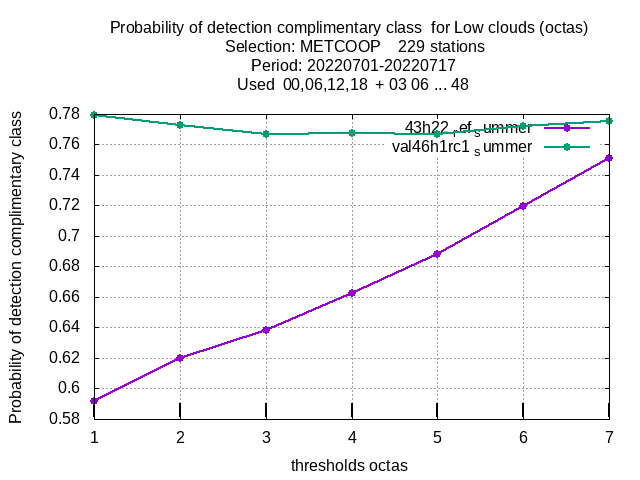 Probability of detection complimentary class  for Low clouds (octas)
Selection: METCOOP    229 stations
Period: 20220701-20220717
Used  00,06,12,18  + 03 06 ... 48
Probability of detection complimentary class
0.78
0.76
0.74
0.72
0.7
0.68
0.66
0.64
0.62
0.6
0.58
43h22_ref_summer
val46h1rc1_summer
1 2 3 4 5 6 7
thresholds octas